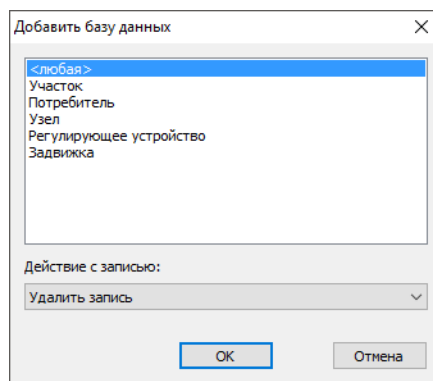 Добавить базу данных
<любая>
Участок
Потребитель
Узел
Регулирующее устройство
Задвижка
Действие с записью:
Удалить запись
OK
Отмена